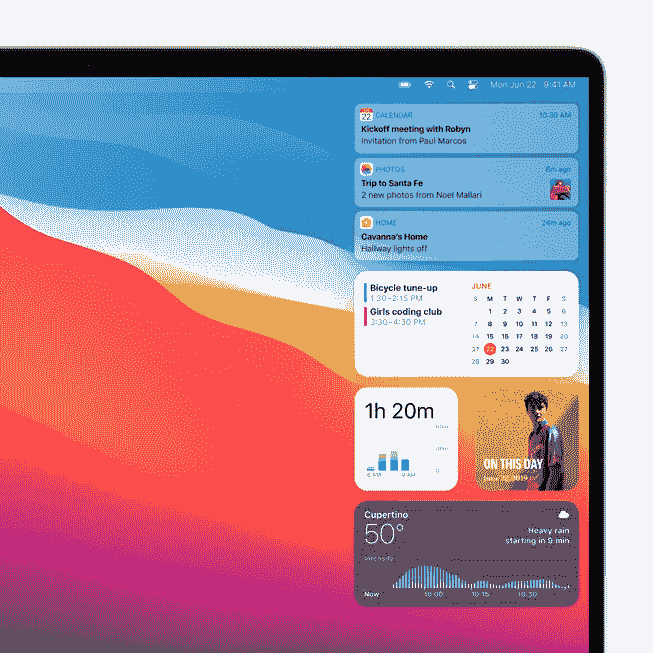 Mon Jun 22 9:41 AM
22 CALENDAR 10:30 AM
Kickoff meeting with Robyn
Invitation from Paul Marcos
PHOTOS 8m ago
Trip to Santa Fe
2 new photos from Noel Mallari
HOME 24m ago
Cavanna's Home
Hallway lights off
Bicycle tune-up
1:30–2:15 PM
Girls coding club
3:30–4:30 PM
JUNE
S M T W T F S
1 2 3 4 5 6
7 8 9 10 11 12 13
14 15 16 17 18 19 20
21 22 23 24 25 26 27
28 29 30
1h 20m
ON THIS DAY
Cupertino
50°
Heavy rain
starting in 9 min
Now 10:00 10:15 10:30